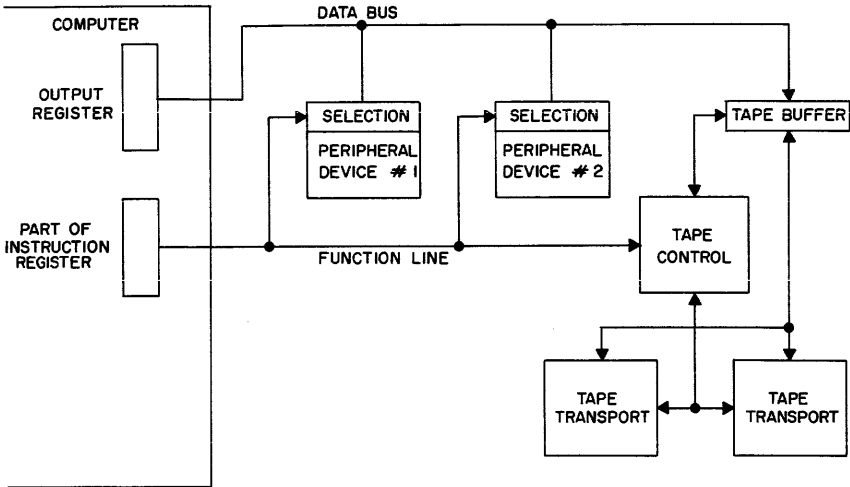 DATA BUS
COMPUTER
OUTPUT
REGISTER
SELECTION
PERIPHERAL
DEVICE #1
SELECTION
PERIPHERAL
DEVICE #2
TAPE BUFFER
PART OF
INSTRUCTION
REGISTER
FUNCTION LINE
TAPE
CONTROL
TAPE
TRANSPORT
TAPE
TRANSPORT